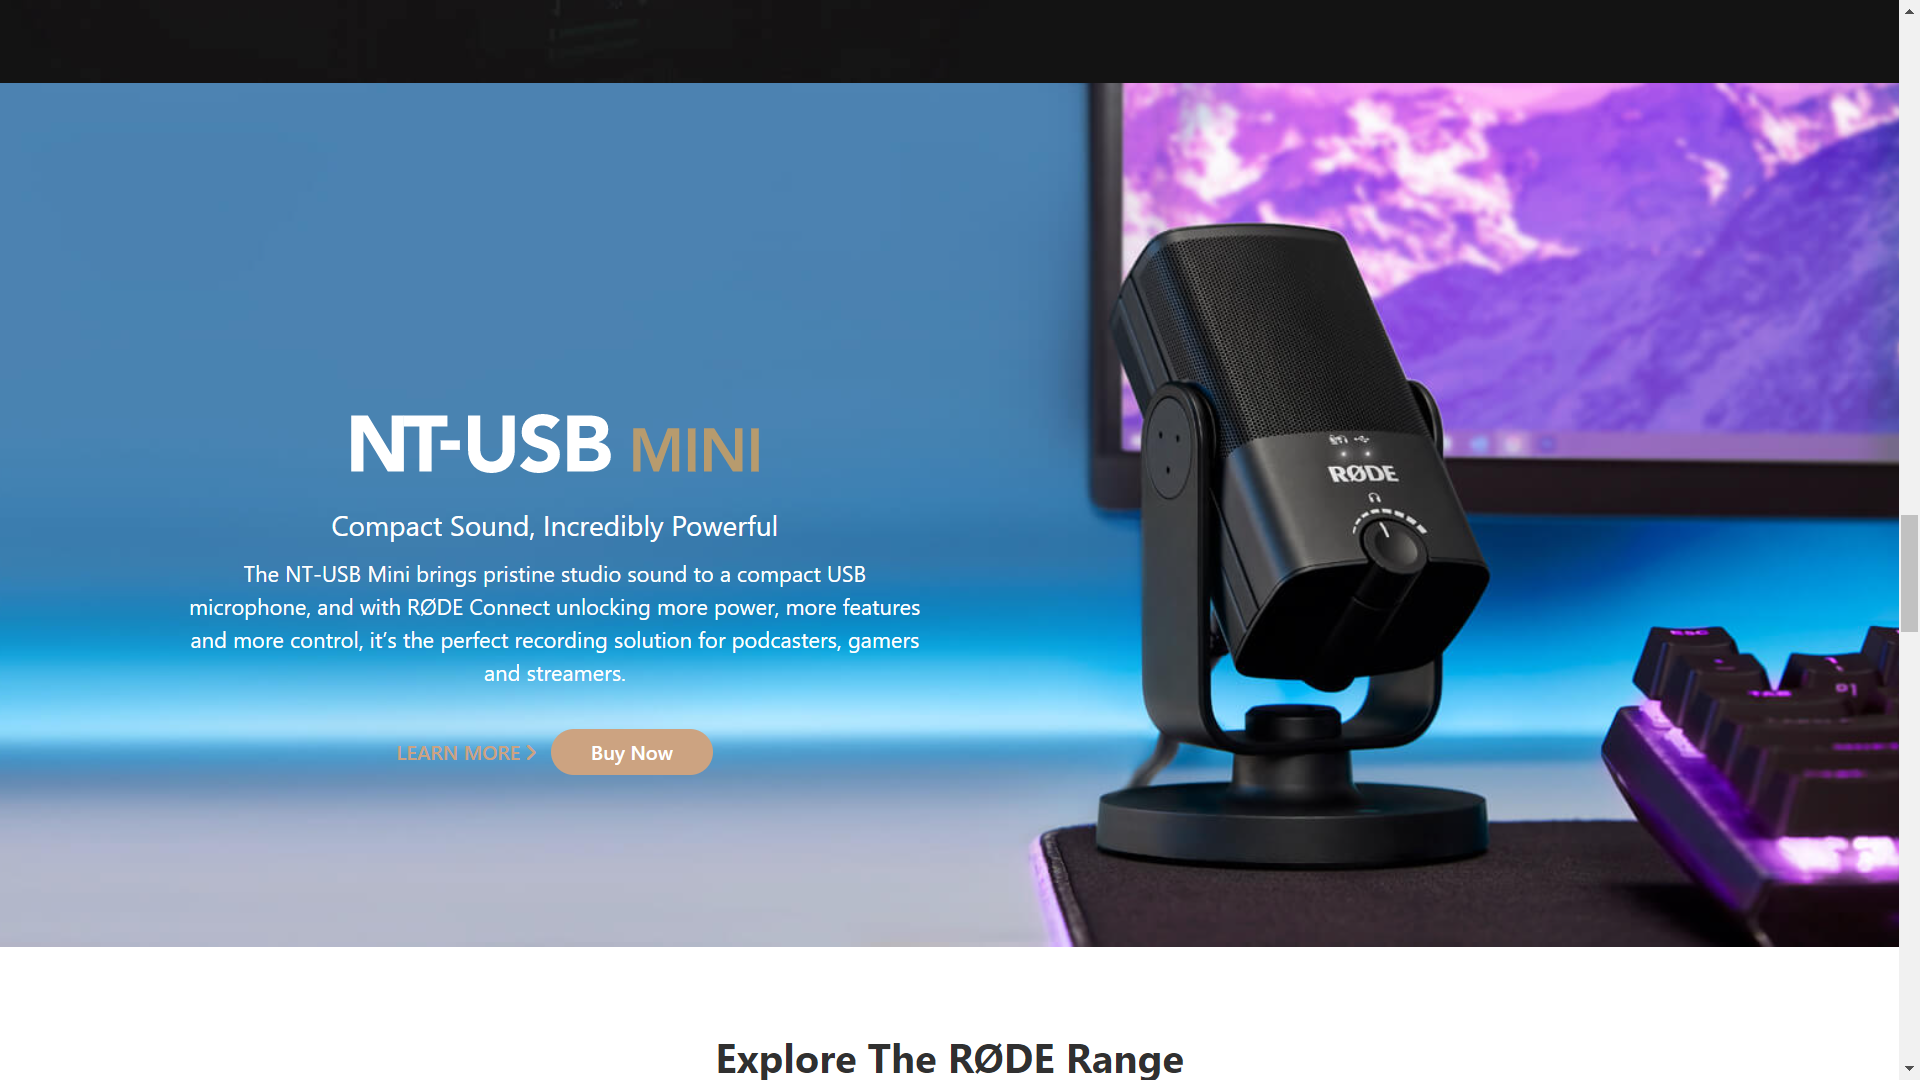 NT-USB MINI
Compact Sound, Incredibly Powerful
The NT-USB Mini brings pristine studio sound to a compact USB
microphone, and with RØDE Connect unlocking more power, more features
and more control, it’s the perfect recording solution for podcasters, gamers
and streamers.
LEARN MORE
Buy Now
RØDE
ESC
Explore The RØDE Range